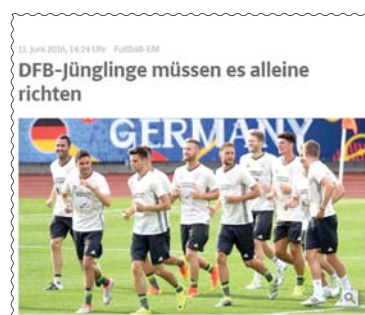 11. Juni 2016, 14:24 Uhr Fußball-EM
DFB-Jünglinge müssen es alleine
richten
GERMANY